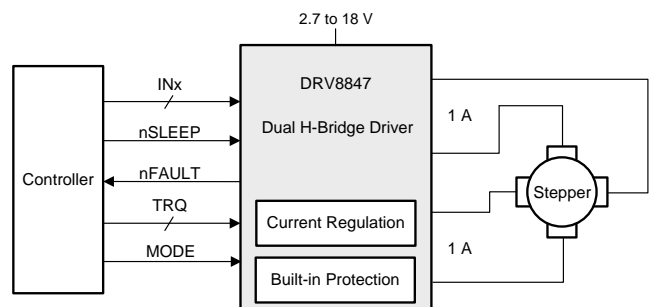 2.7 to 18 V
DRV8847
Dual H-Bridge Driver
Controller
INx
nSLEEP
nFAULT
TRQ
MODE
Current Regulation
Built-in Protection
1 A
1 A
Stepper